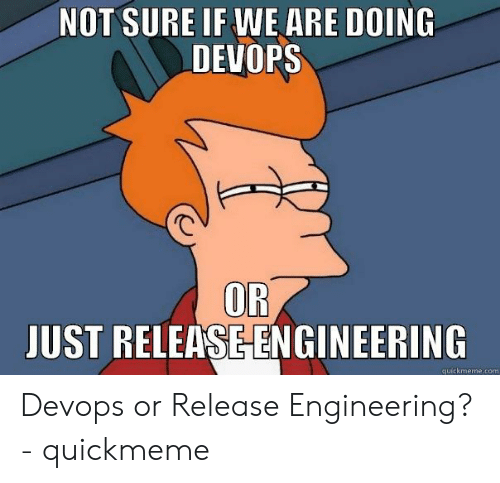 NOT SURE IF WE ARE DOING
DEVOPS
OR
JUST RELEASE ENGINEERING
quickmeme.com
Devops or Release Engineering?
- quickmeme